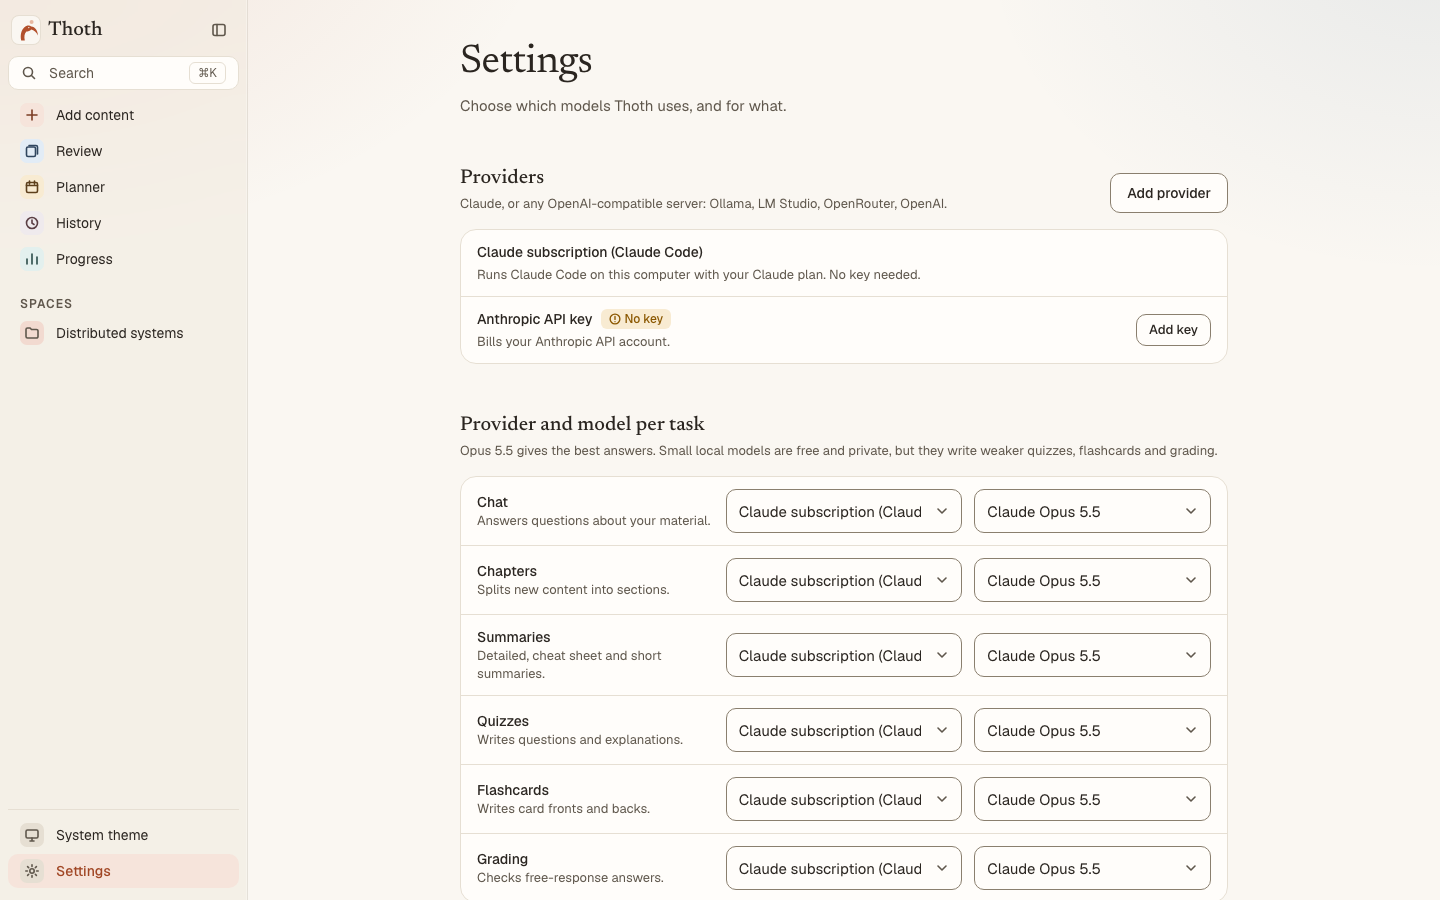 Thoth
Search
⌘K
Add content
Review
Planner
History
Progress
SPACES
Distributed systems
System theme
Settings
Settings
Choose which models Thoth uses, and for what.
Providers
Claude, or any OpenAI-compatible server: Ollama, LM Studio, OpenRouter, OpenAI.
Add provider
Claude subscription (Claude Code)
Runs Claude Code on this computer with your Claude plan. No key needed.
Anthropic API key
No key
Bills your Anthropic API account.
Add key
Provider and model per task
Opus 5.5 gives the best answers. Small local models are free and private, but they write weaker quizzes, flashcards and grading.
Chat
Answers questions about your material.
Claude subscription (Claud
Claude Opus 5.5
Chapters
Splits new content into sections.
Claude subscription (Claud
Claude Opus 5.5
Summaries
Detailed, cheat sheet and short
summaries.
Claude subscription (Claud
Claude Opus 5.5
Quizzes
Writes questions and explanations.
Claude subscription (Claud
Claude Opus 5.5
Flashcards
Writes card fronts and backs.
Claude subscription (Claud
Claude Opus 5.5
Grading
Checks free-response answers.
Claude subscription (Claud
Claude Opus 5.5